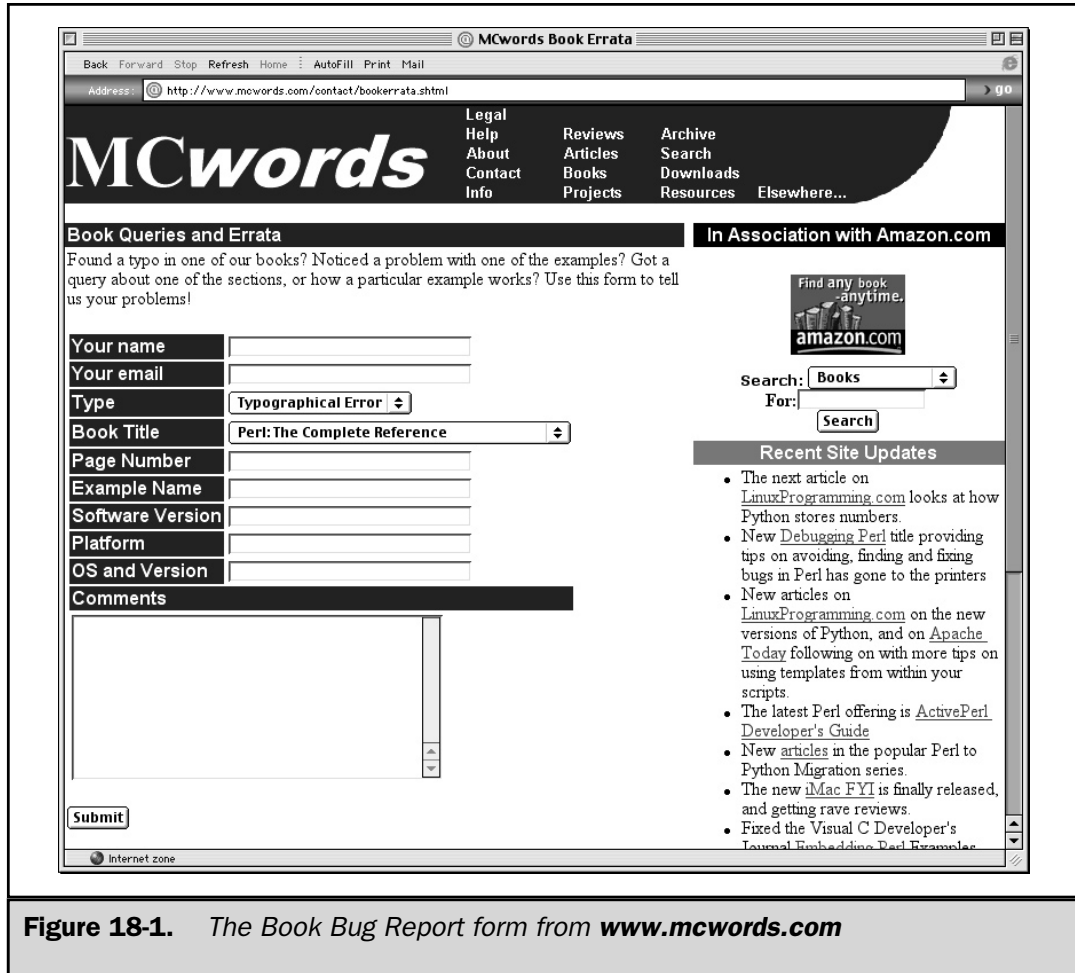 MCwords Book Errata
Back Forward Stop Refresh Home AutoFill Print Mail
Address: http://www.mcwords.com/contact/bookerrata.shtml go
MCwords
Legal
Help Reviews Archive
About Articles Search
Contact Books Downloads
Info Projects Resources Elsewhere...
Book Queries and Errata
Found a typo in one of our books? Noticed a problem with one of the examples? Got a
query about one of the sections, or how a particular example works? Use this form to tell
us your problems!
Your name
Your email
Type Typographical Error
Book Title Perl: The Complete Reference
Page Number
Example Name
Software Version
Platform
OS and Version
Comments
Submit
In Association with Amazon.com
Find any book
-anytime.
amazon.com
Search: Books
For:
Search
Recent Site Updates
The next article on
LinuxProgramming.com looks at how
Python stores numbers.
New Debugging Perl title providing
tips on avoiding, finding and fixing
bugs in Perl has gone to the printers
New articles on
LinuxProgramming.com on the new
versions of Python, and on Apache
Today following on with more tips on
using templates from within your
scripts.
The latest Perl offering is ActivePerl
Developer's Guide
New articles in the popular Perl to
Python Migration series.
The new iMac FYI is finally released,
and getting rave reviews.
Fixed the Visual C Developer's
Journal Embedding Perl Examples
Internet zone
Figure 18-1. The Book Bug Report form from www.mcwords.com